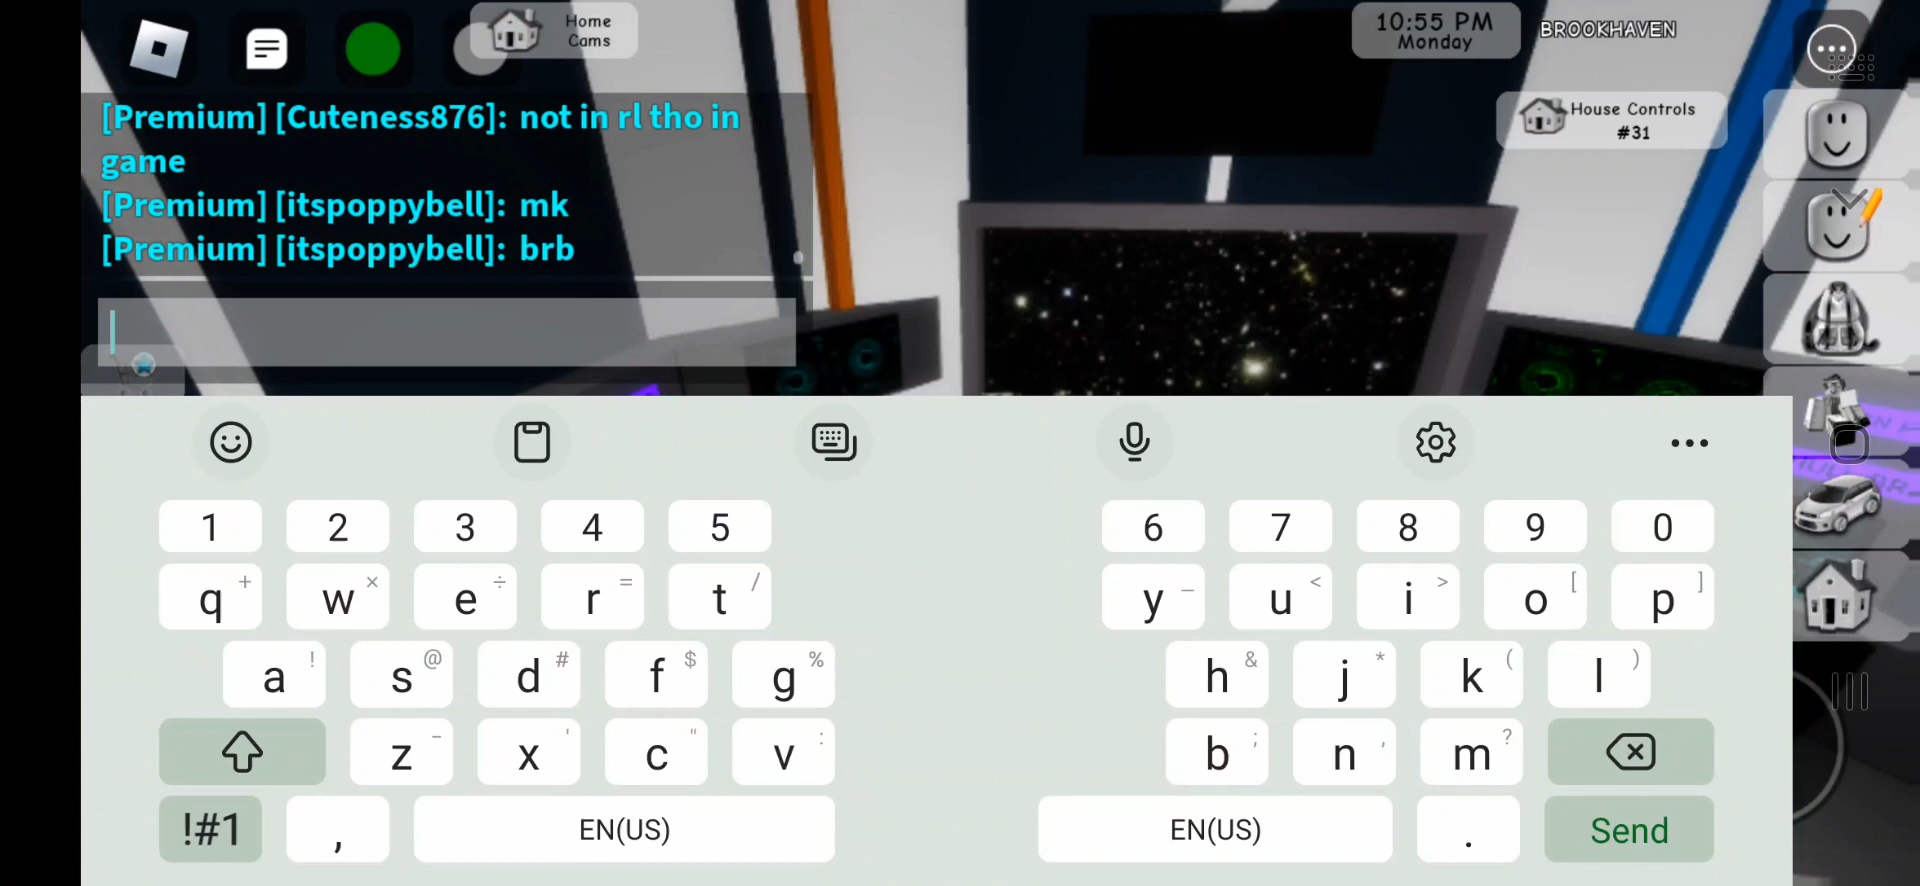 Home
Cams
10:55 PM
Monday
BROOKHAVEN
[Premium] [Cuteness876]: not in rl tho in
game
[Premium] [itspoppybell]: mk
[Premium] [itspoppybell]: brb
House Controls
#31
1 2 3 4 5 6 7 8 9 0
q + w × e ÷ r = t / y _ u < i > o [ p ]
a ! s @ d # f $ g % h & j * k ( l )
z - x ' c " v : b ; n , m ?
!#1 , EN(US) EN(US) . Send